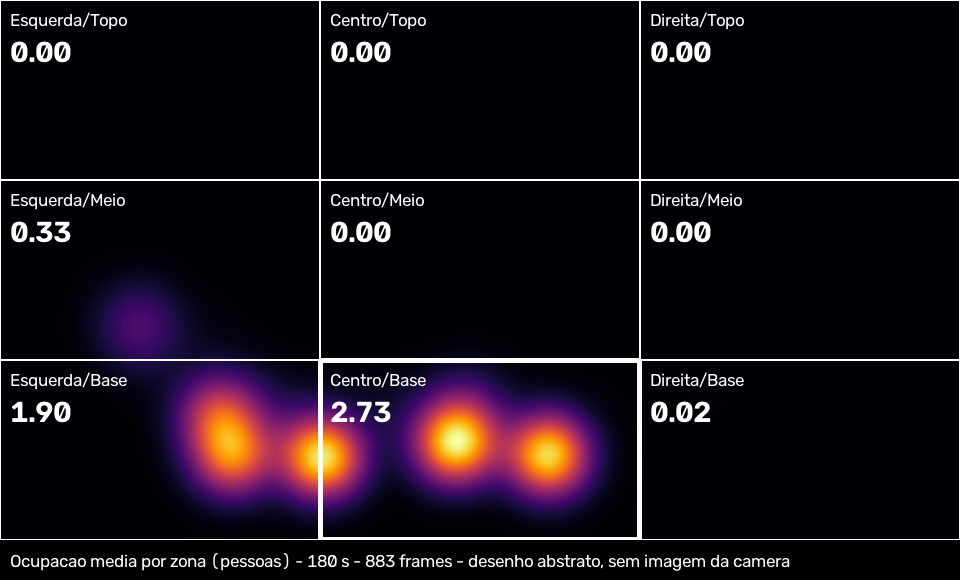 Esquerda/Topo
0.00
Centro/Topo
0.00
Direita/Topo
0.00
Esquerda/Meio
0.33
Centro/Meio
0.00
Direita/Meio
0.00
Esquerda/Base
1.90
Centro/Base
2.73
Direita/Base
0.02
Ocupacao media por zona (pessoas) - 180 s - 883 frames - desenho abstrato, sem imagem da camera